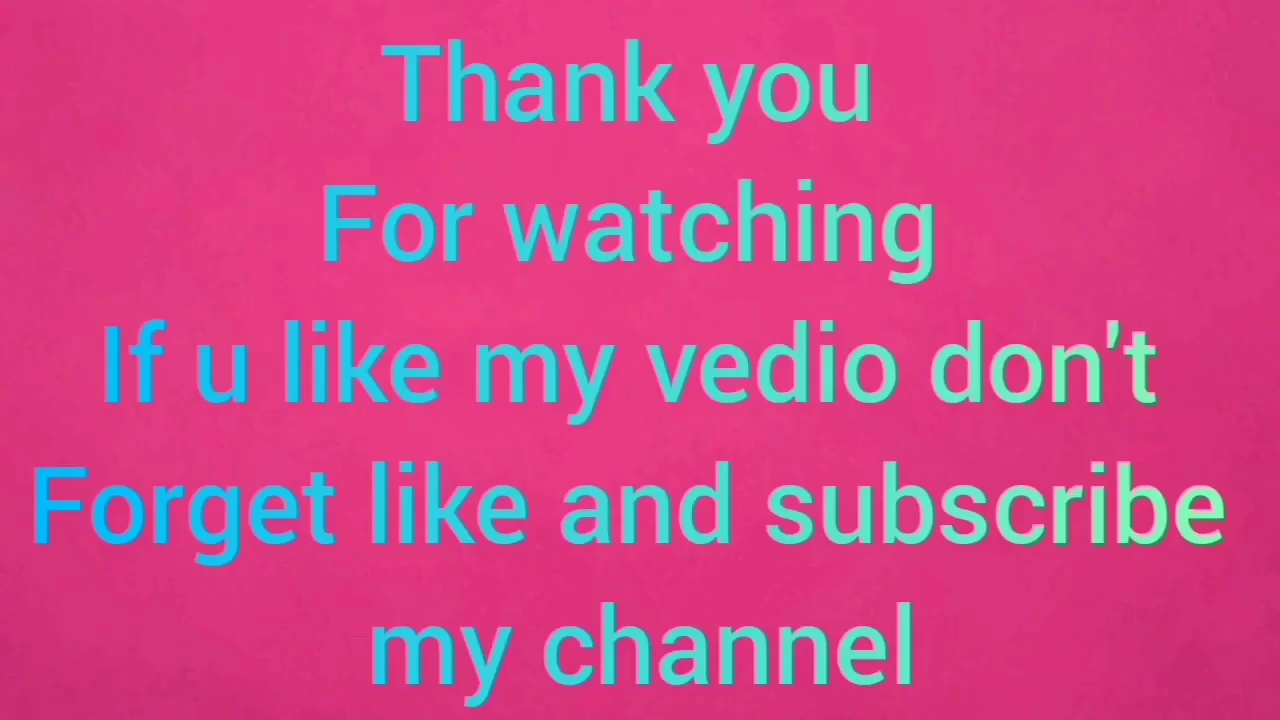 Thank you
For watching
If u like my vedio don't
Forget like and subscribe
my channel